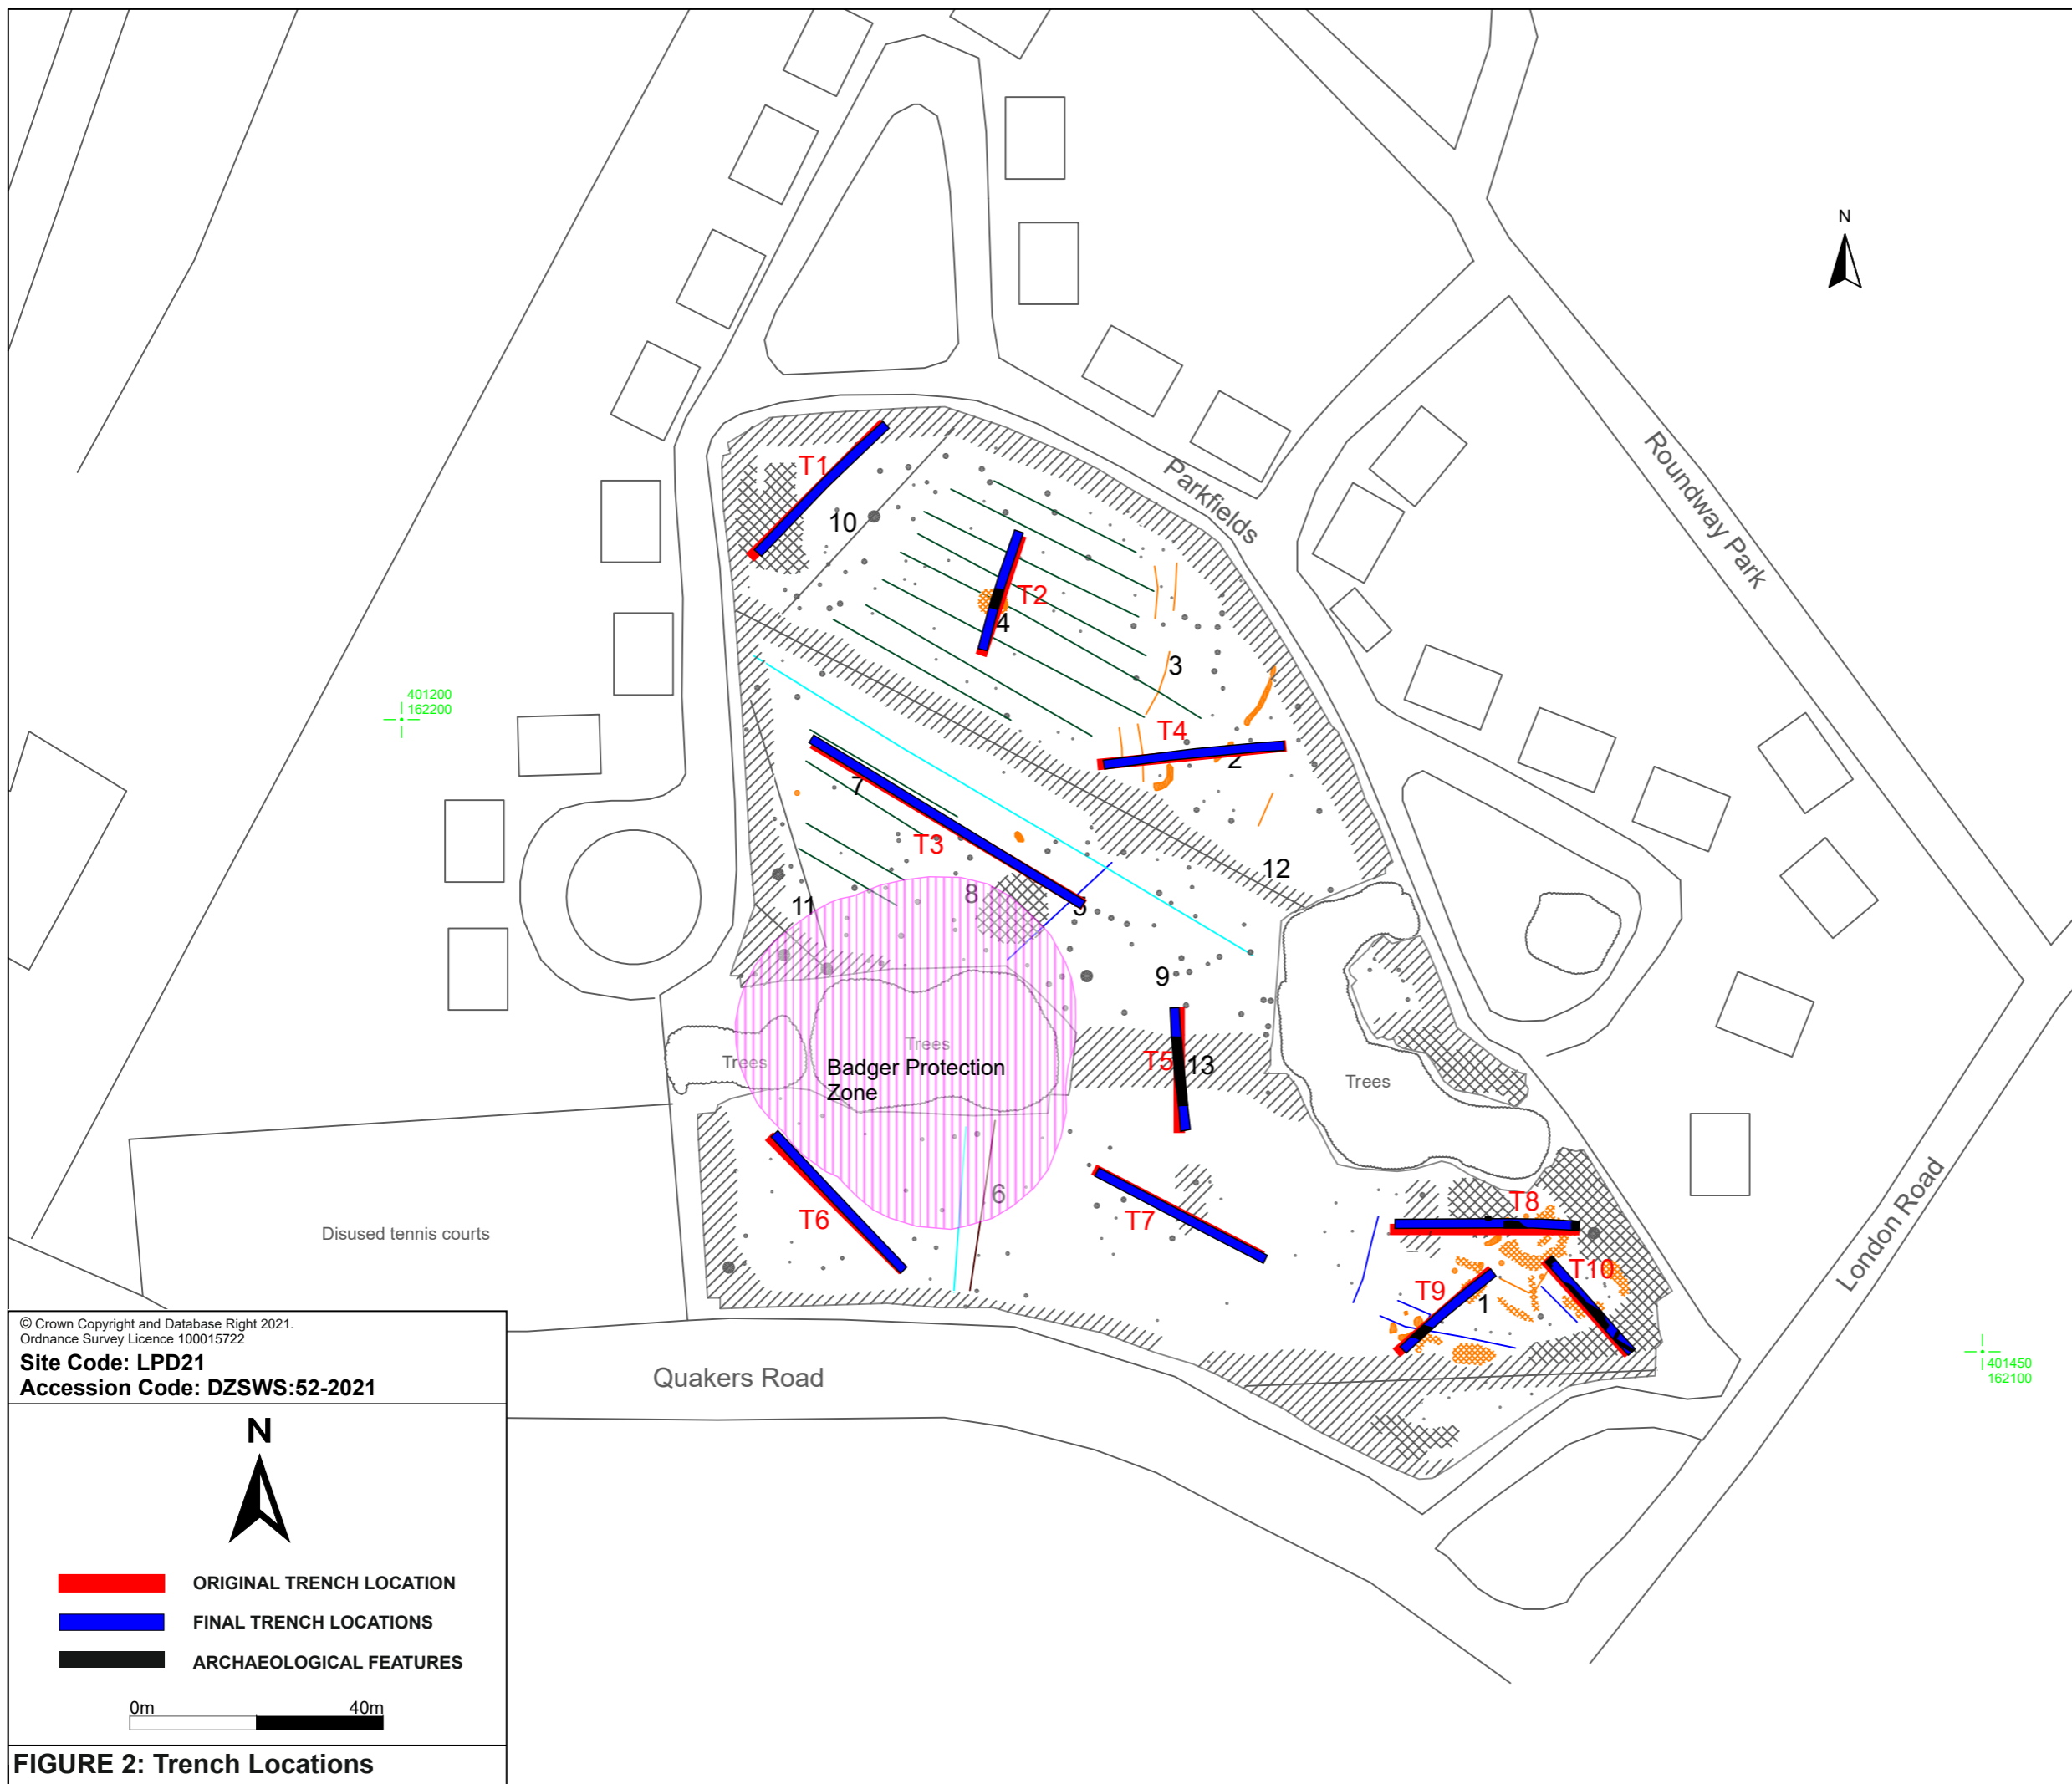 N
Parkfields
Roundway Park
T1
10
T2
4
3
401200
162200
T4
2
7
T3
12
8
5
11
9
Trees
Trees
Badger Protection
Zone
T5
13
Trees
6
T6
T7
T8
T10
T9
1
Disused tennis courts
London Road
401450
162100
Quakers Road
© Crown Copyright and Database Right 2021.
Ordnance Survey Licence 100015722
Site Code: LPD21
Accession Code: DZSWS:52-2021
N
ORIGINAL TRENCH LOCATION
FINAL TRENCH LOCATIONS
ARCHAEOLOGICAL FEATURES
0m 40m
FIGURE 2: Trench Locations